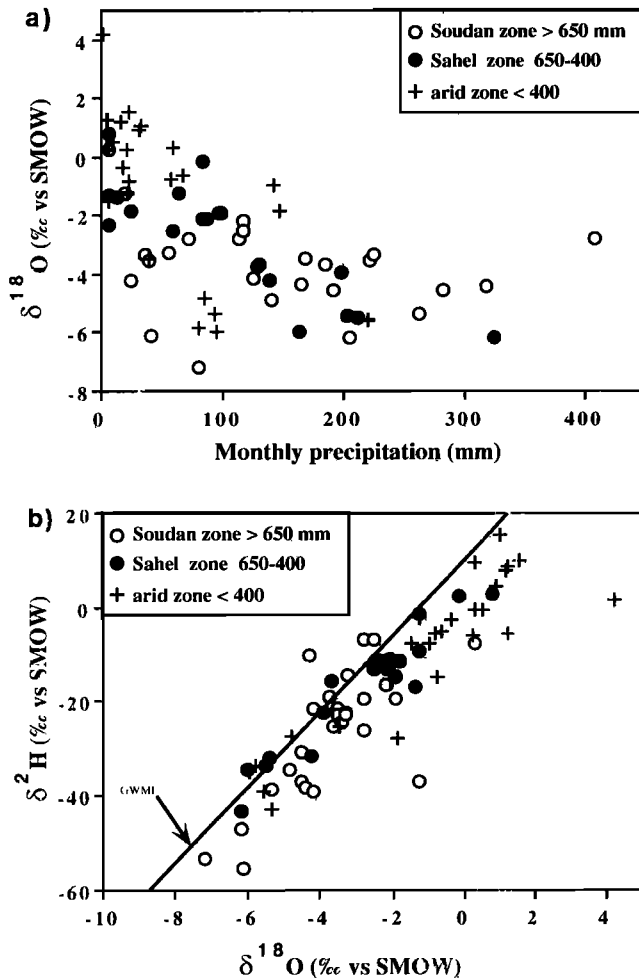 a)
Soudan zone > 650 mm
Sahel zone 650-400
arid zone < 400
4
2
0
-2
-4
-6
-8
δ18O (‰ vs SMOW)
0 100 200 300 400
Monthly precipitation (mm)
b)
Soudan zone > 650 mm
Sahel zone 650-400
arid zone < 400
20
0
-20
-40
-60
δ2H (‰ vs SMOW)
GWML
-10 -8 -6 -4 -2 0 2 4
δ18O (‰ vs SMOW)